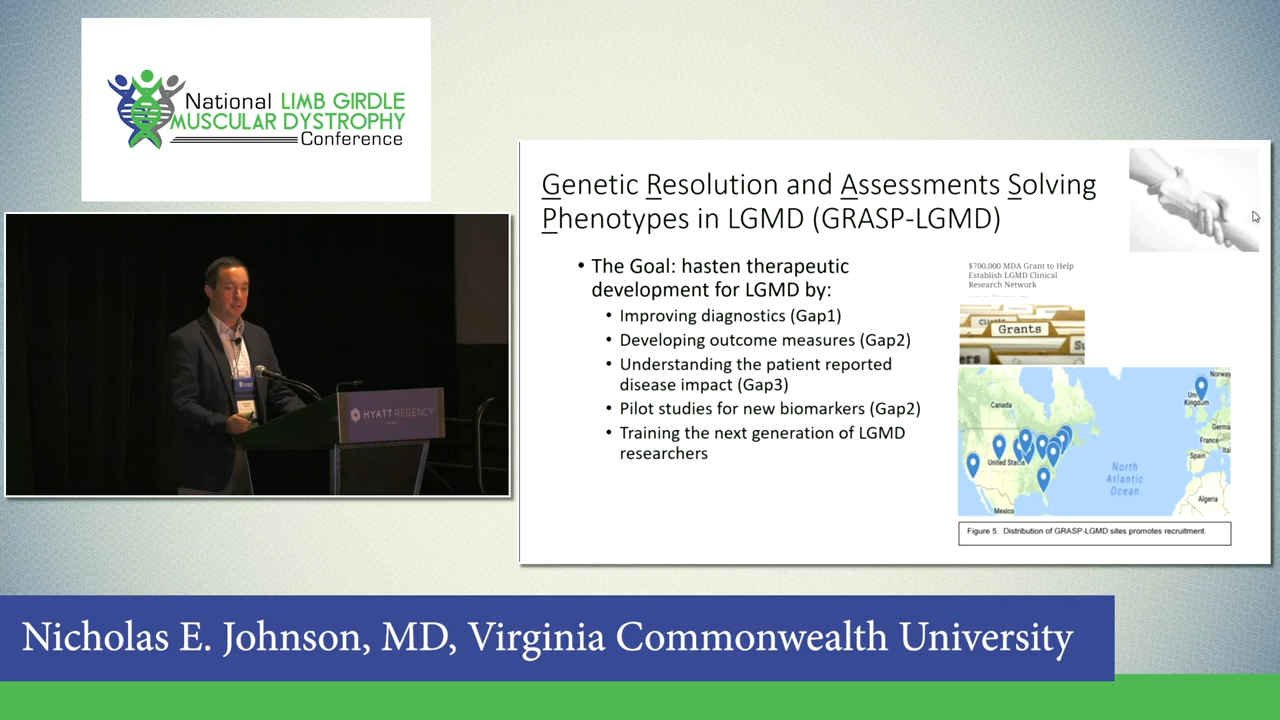 National LIMB GIRDLE
MUSCULAR DYSTROPHY
Conference
HYATT REGENCY
Genetic Resolution and Assessments Solving
Phenotypes in LGMD (GRASP-LGMD)
• The Goal: hasten therapeutic
development for LGMD by:
• Improving diagnostics (Gap1)
• Developing outcome measures (Gap2)
• Understanding the patient reported
disease impact (Gap3)
• Pilot studies for new biomarkers (Gap2)
• Training the next generation of LGMD
researchers
$700,000 MDA Grant to Help
Establish LGMD Clinical
Research Network
Grants
Norway
Kingdom
Canada
Germa
France
United States
Spain
Ita
North
Atlantic
Ocean
Algeria
Mexico
Figure 5. Distribution of GRASP-LGMD sites promotes recruitment.
Nicholas E. Johnson, MD, Virginia Commonwealth University